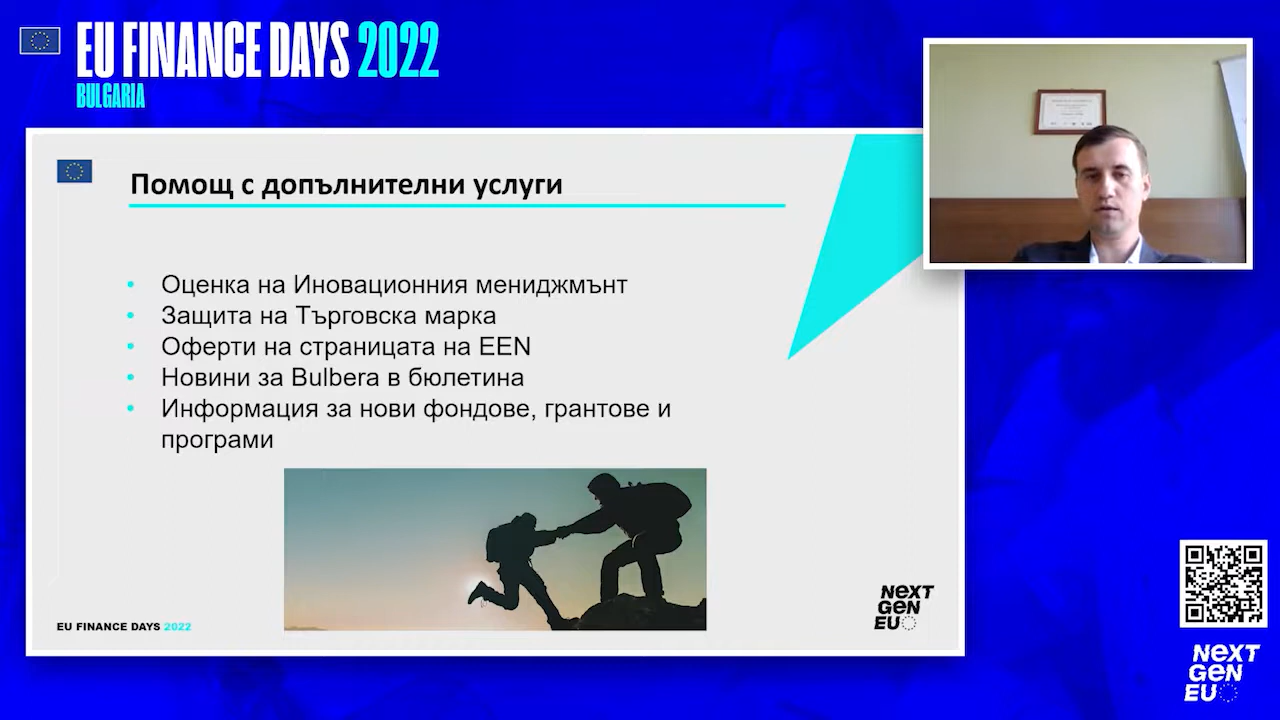 EU FINANCE DAYS 2022
BULGARIA
Помощ с допълнителни услуги
• Оценка на Иновационния мениджмънт
• Защита на Търговска марка
• Оферти на страницата на EEN
• Новини за Bulbera в бюлетина
• Информация за нови фондове, грантове и
програми
EU FINANCE DAYS 2022
NEXT
GEN
EU
NEXT
GEN
EU